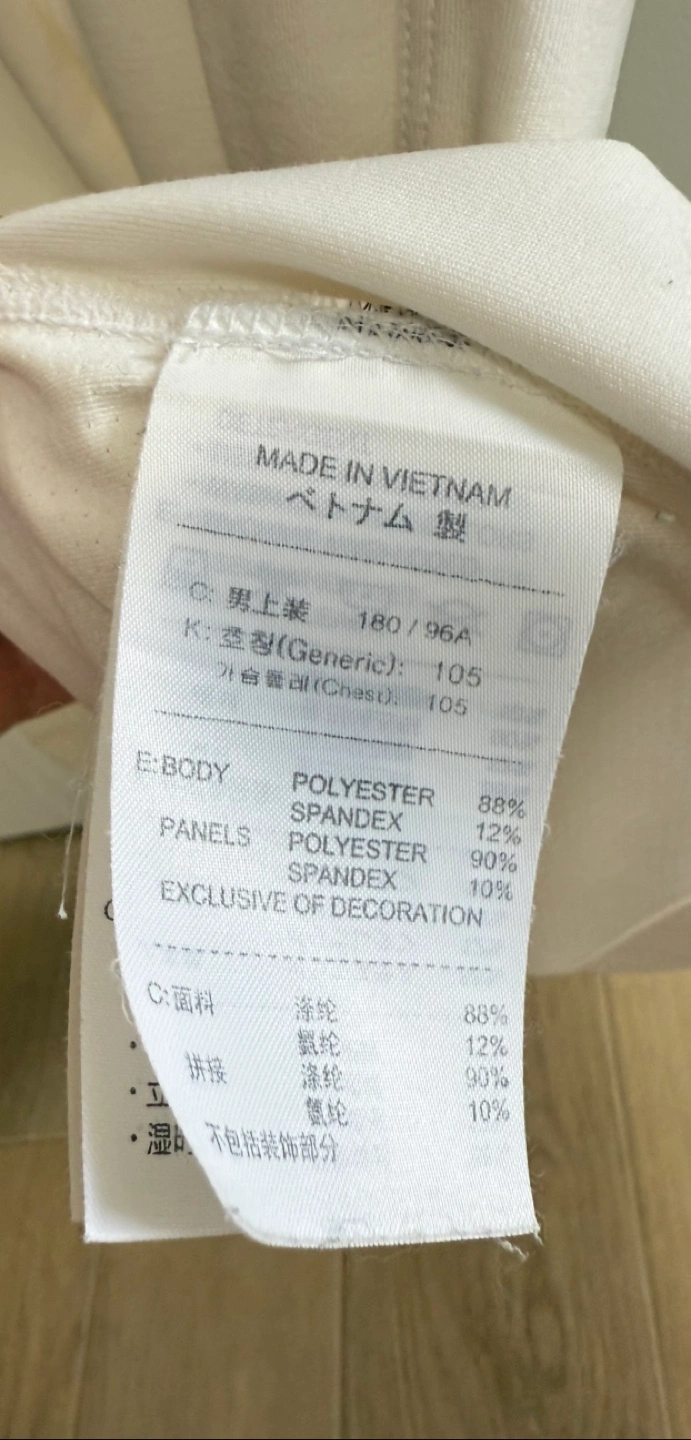 MADE IN VIETNAM
ベトナム 製
C: 男上装 180 / 96A
K: 호칭(Generic): 105
가슴둘레(Chest): 105
E:BODY POLYESTER 88%
SPANDEX 12%
PANELS POLYESTER 90%
SPANDEX 10%
EXCLUSIVE OF DECORATION
C:面料 涤纶 88%
氨纶 12%
拼接 涤纶 90%
氨纶 10%
不包括装饰部分